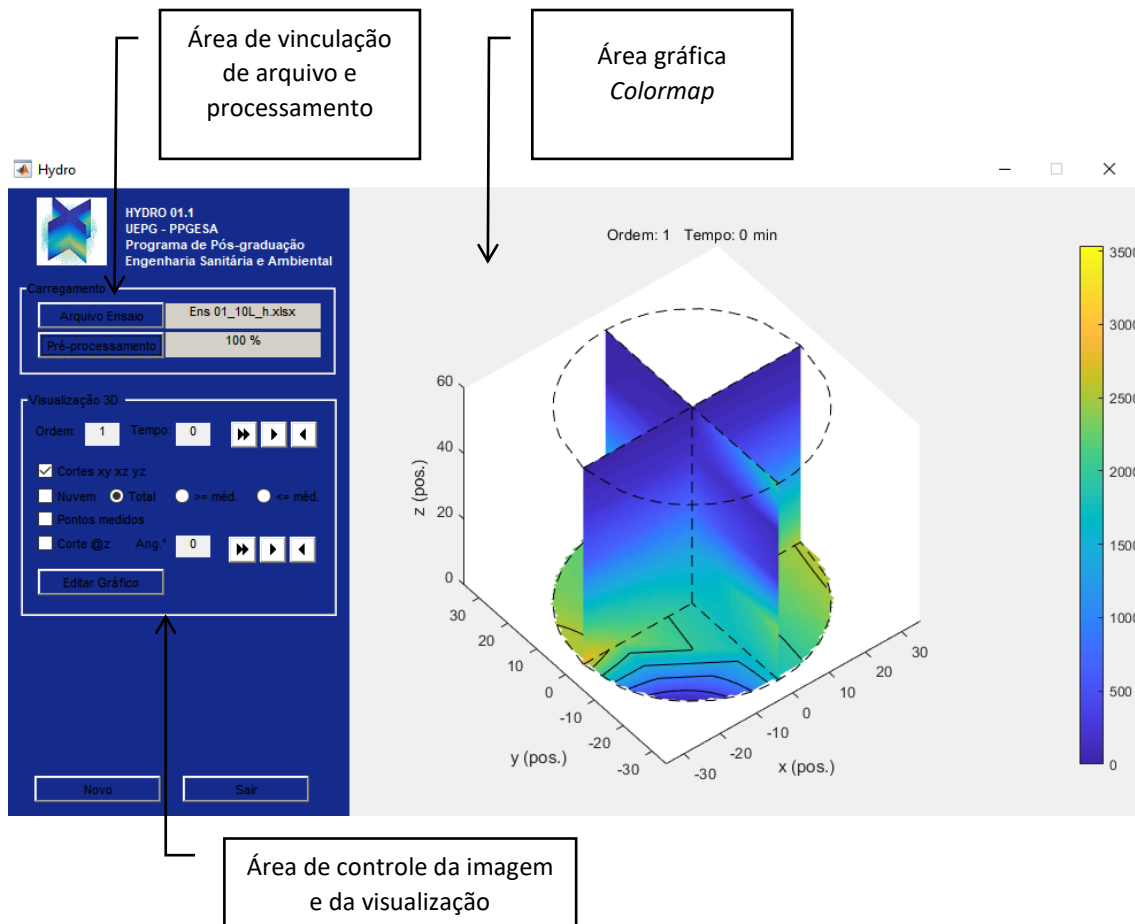 Área de vinculação
de arquivo e
processamento
Área gráfica
Colormap
Hydro
HYDRO 01.1
UEPG - PPGESA
Programa de Pós-graduação
Engenharia Sanitária e Ambiental
Carregamento
Arquivo Ensaio Ens 01_10L_h.xlsx
Pré-processamento 100 %
Visualização 3D
Ordem: 1 Tempo: 0
Cortes xy xz yz
Nuvem Total >= méd. <= méd.
Pontos medidos
Corte @z Ang.° 0
Editar Gráfico
Novo Sair
Ordem: 1 Tempo: 0 min
z (pos.)
60
40
20
0
30
20
10
0
-10
-20
-30
y (pos.)
-30
-20
-10
0
10
20
30
x (pos.)
3500
3000
2500
2000
1500
1000
500
0
Área de controle da imagem
e da visualização